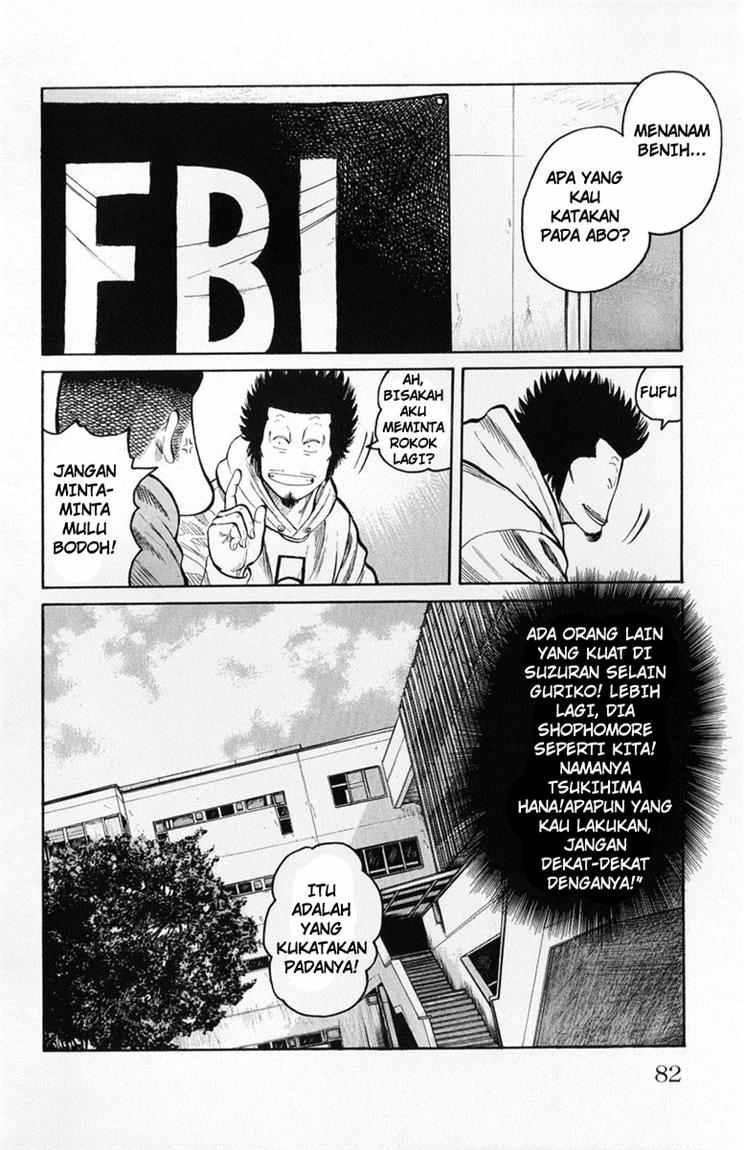 MENANAM
BENIH...
APA YANG
KAU
KATAKAN
PADA ABO?
FBI
FUFU
AH,
BISAKAH
AKU
MEMINTA
ROKOK
LAGI?
JANGAN
MINTA-
MINTA
MULU
BODOH!
ADA ORANG LAIN
YANG KUAT DI
SUZURAN SELAIN
GURIKO! LEBIH
LAGI, DIA
SHOPHOMORE
SEPERTI KITA!
NAMANYA
TSUKIHIMA
HANA!APAPUN YANG
KAU LAKUKAN,
JANGAN
DEKAT-DEKAT
DENGANYA!"
ITU
ADALAH
YANG
KUKATAKAN
PADANYA!
82